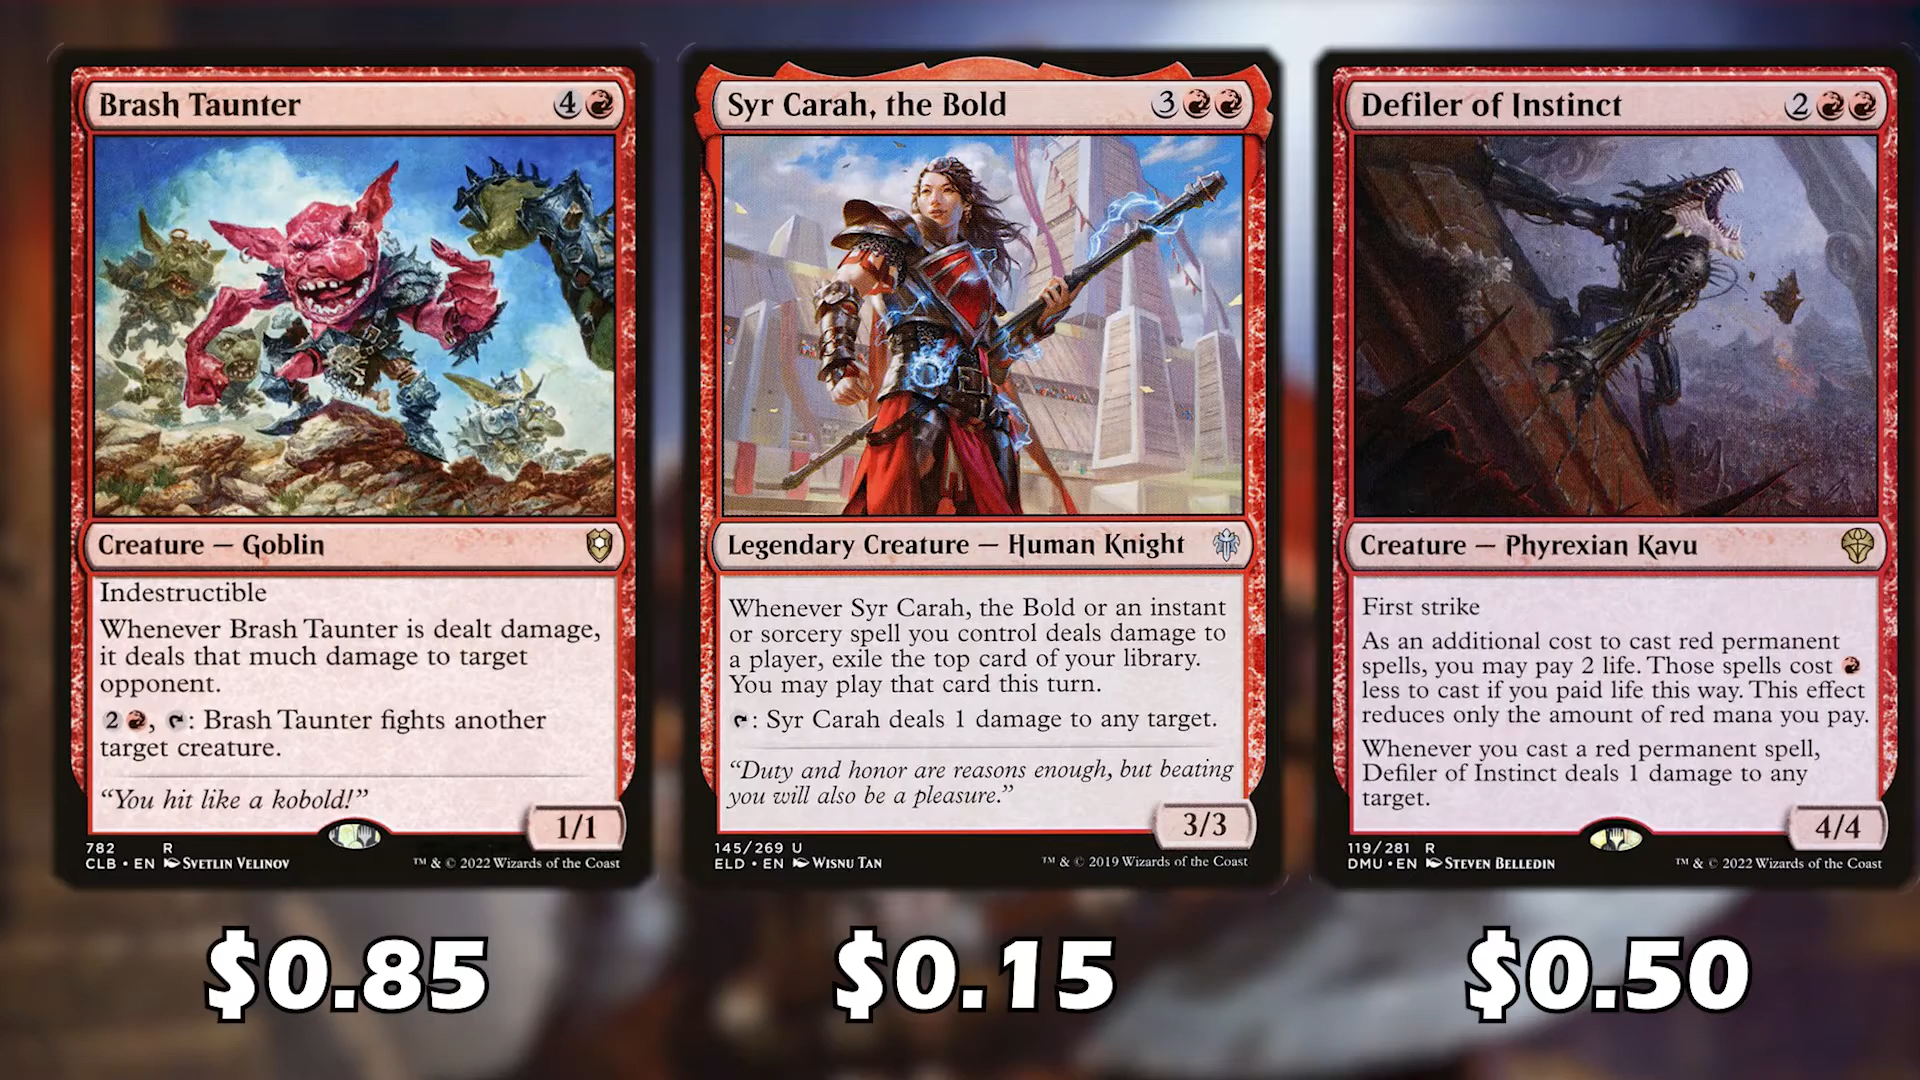 Brash Taunter 4
Creature — Goblin
Indestructible
Whenever Brash Taunter is dealt damage,
it deals that much damage to target
opponent.
2 , : Brash Taunter fights another
target creature.
“You hit like a kobold!”
1/1
782 R
CLB • EN Svetlin Velinov
™ & © 2022 Wizards of the Coast
$0.85
Syr Carah, the Bold 3
Legendary Creature — Human Knight
Whenever Syr Carah, the Bold or an instant
or sorcery spell you control deals damage to
a player, exile the top card of your library.
You may play that card this turn.
: Syr Carah deals 1 damage to any target.
“Duty and honor are reasons enough, but beating
you will also be a pleasure.”
3/3
145/269 U
ELD • EN Wisnu Tan
™ & © 2019 Wizards of the Coast
$0.15
Defiler of Instinct 2
Creature — Phyrexian Kavu
First strike
As an additional cost to cast red permanent
spells, you may pay 2 life. Those spells cost
less to cast if you paid life this way. This effect
reduces only the amount of red mana you pay.
Whenever you cast a red permanent spell,
Defiler of Instinct deals 1 damage to any
target.
4/4
119/281 R
DMU • EN Steven Belledin
™ & © 2022 Wizards of the Coast
$0.50